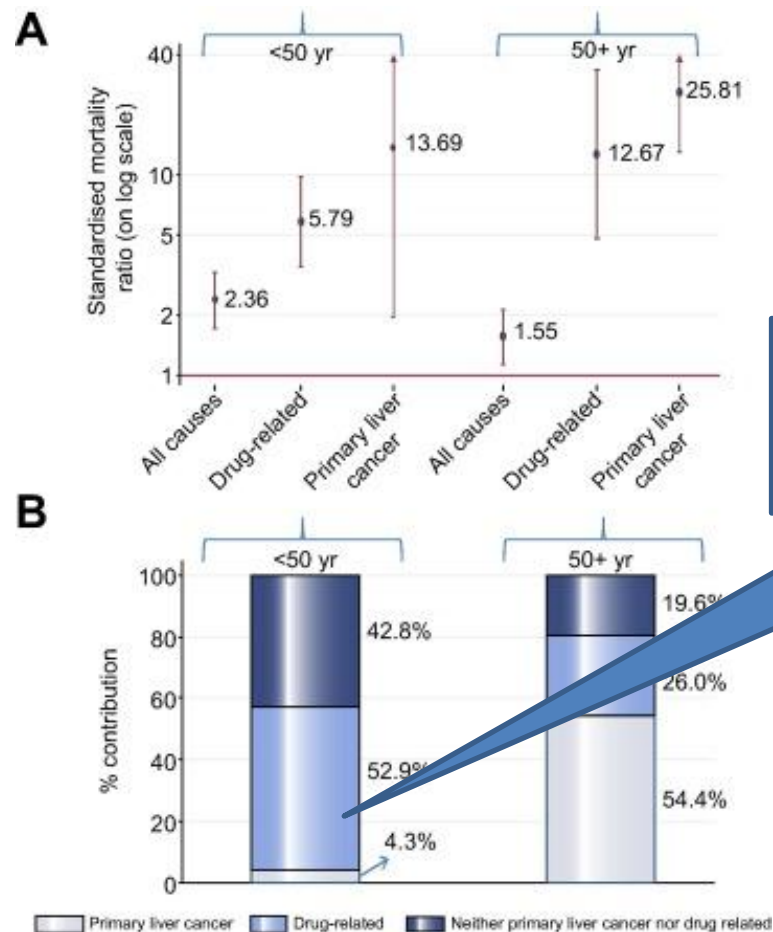 A
<50 yr
50+ yr
Standardised mortality
ratio (on log scale)
40
10
5
2
1
2.36
5.79
13.69
1.55
12.67
25.81
All causes
Drug-related
Primary liver
cancer
All causes
Drug-related
Primary liver
cancer
B
<50 yr
50+ yr
% contribution
100
80
60
40
20
0
42.8%
52.9%
4.3%
19.6%
26.0%
54.4%
Primary liver cancer
Drug-related
Neither primary liver cancer nor drug related